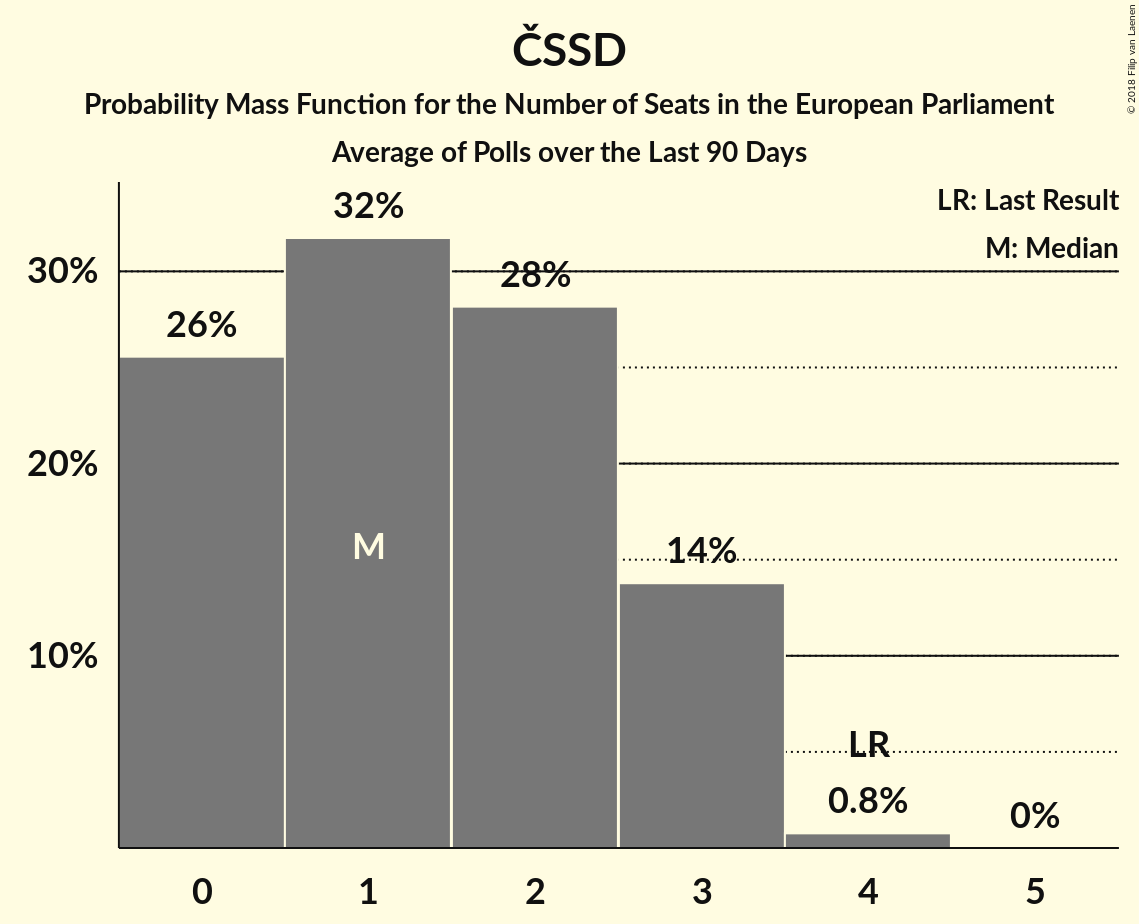 ČSSD
Probability Mass Function for the Number of Seats in the European Parliament
Average of Polls over the Last 90 Days
© 2018 Filip van Laenen
LR: Last Result
M: Median
32%
30%
28%
26%
20%
M
14%
10%
LR
0.8%
0%
0 1 2 3 4 5